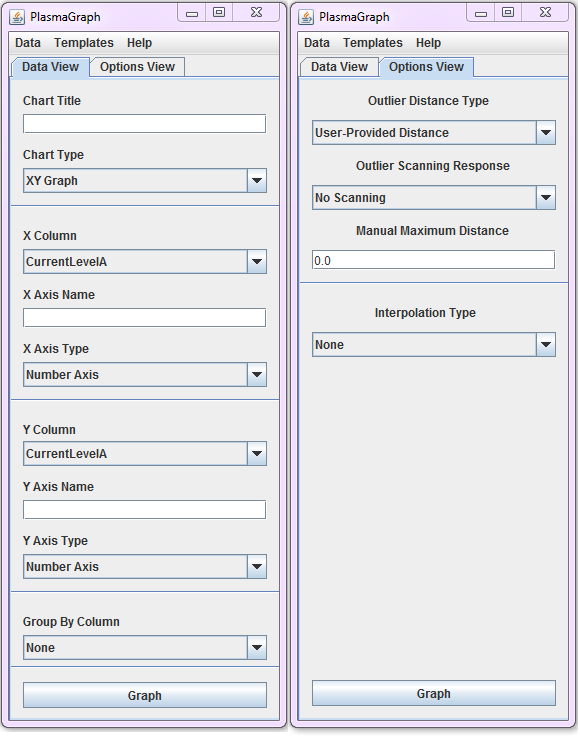 PlasmaGraph
Data Templates Help
Data View Options View
Chart Title
Chart Type
XY Graph
X Column
CurrentLevelA
X Axis Name
X Axis Type
Number Axis
Y Column
CurrentLevelA
Y Axis Name
Y Axis Type
Number Axis
Group By Column
None
Graph
PlasmaGraph
Data Templates Help
Data View Options View
Outlier Distance Type
User-Provided Distance
Outlier Scanning Response
No Scanning
Manual Maximum Distance
0.0
Interpolation Type
None
Graph